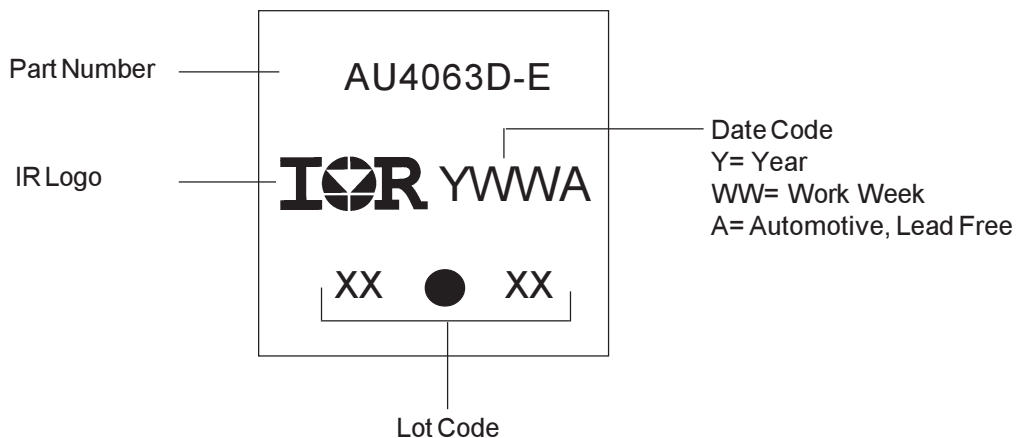 Part Number
AU4063D-E
IR Logo
IOR YWWA
Date Code
Y= Year
WW= Work Week
A= Automotive, Lead Free
XX XX
Lot Code